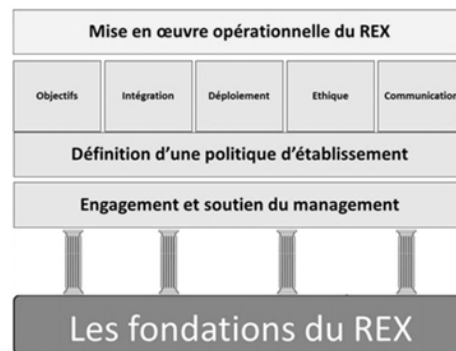 Mise en œuvre opérationnelle du REX
Objectifs
Intégration
Déploiement
Ethique
Communication
Définition d’une politique d’établissement
Engagement et soutien du management
Les fondations du REX